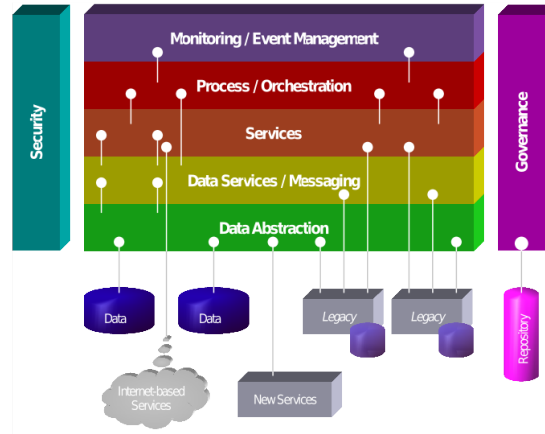 Monitoring / Event Management
Process / Orchestration
Services
Data Services / Messaging
Data Abstraction
Security
Governance
Data
Data
Legacy
Legacy
Repository
Internet-based
Services
New Services